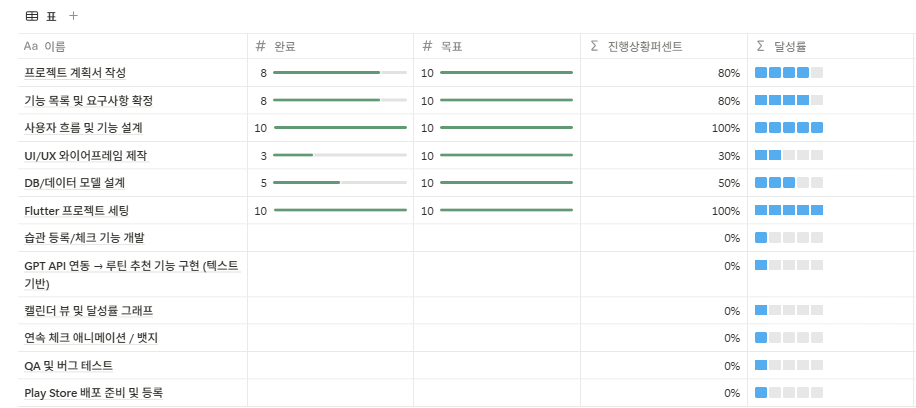 표 +
Aa 이름 # 완료 # 목표 Σ 진행상황퍼센트 Σ 달성률
프로젝트 계획서 작성 8 10 80%
기능 목록 및 요구사항 확정 8 10 80%
사용자 흐름 및 기능 설계 10 10 100%
UI/UX 와이어프레임 제작 3 10 30%
DB/데이터 모델 설계 5 10 50%
Flutter 프로젝트 세팅 10 10 100%
습관 등록/체크 기능 개발 0%
GPT API 연동 → 루틴 추천 기능 구현 (텍스트 0%
기반)
캘린더 뷰 및 달성률 그래프 0%
연속 체크 애니메이션 / 뱃지 0%
QA 및 버그 테스트 0%
Play Store 배포 준비 및 등록 0%